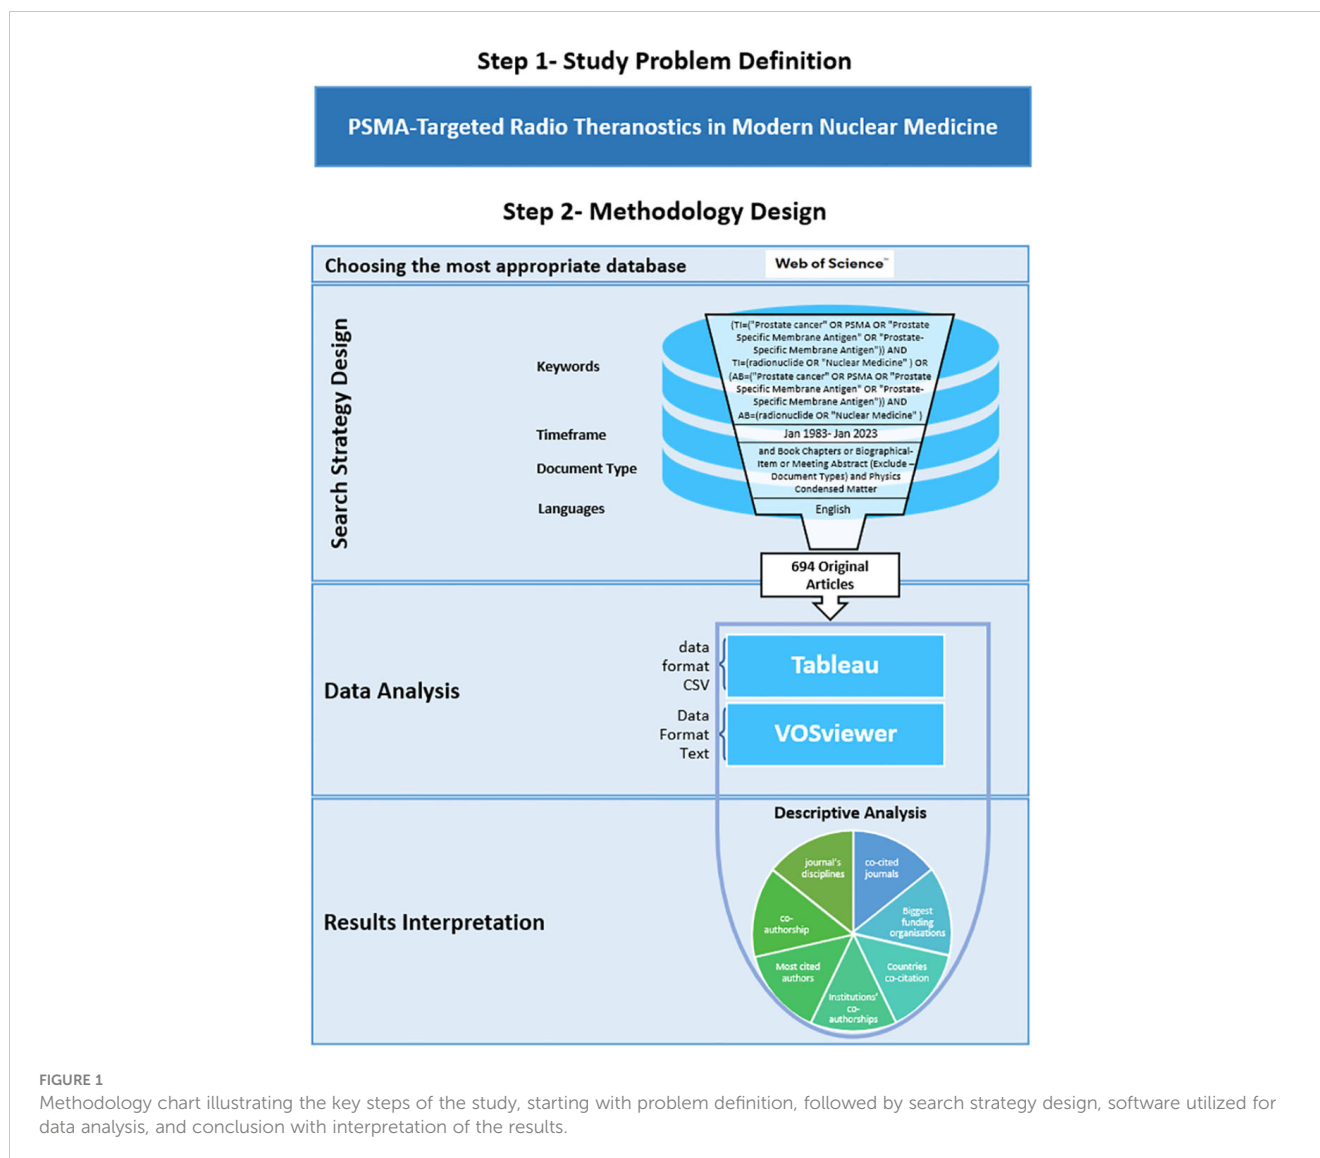 Step 1- Study Problem Definition
PSMA-Targeted Radio Theranostics in Modern Nuclear Medicine
Step 2- Methodology Design
Choosing the most appropriate database
Web of Science™
Search Strategy Design
Keywords
(TI=("Prostate cancer" OR PSMA OR "Prostate
Specific Membrane Antigen" OR "Prostate-
Specific Membrane Antigen")) AND
TI=(radionuclide OR "Nuclear Medicine" ) OR
(AB=("Prostate cancer" OR PSMA OR "Prostate
Specific Membrane Antigen" OR "Prostate-
Specific Membrane Antigen")) AND
AB=(radionuclide OR "Nuclear Medicine" )
Timeframe
Jan 1983- Jan 2023
Document Type
and Book Chapters or Biographical-
Item or Meeting Abstract (Exclude –
Document Types) and Physics
Condensed Matter
Languages
English
694 Original
Articles
Data Analysis
data
format
CSV
Tableau
Data
Format
Text
VOSviewer
Results Interpretation
Descriptive Analysis
co-cited
journals
Biggest
funding
organisations
Countries
co-citation
Institutions'
co-
authorships
Most cited
authors
co-
authorship
journal's
disciplines
FIGURE 1
Methodology chart illustrating the key steps of the study, starting with problem definition, followed by search strategy design, software utilized for
data analysis, and conclusion with interpretation of the results.